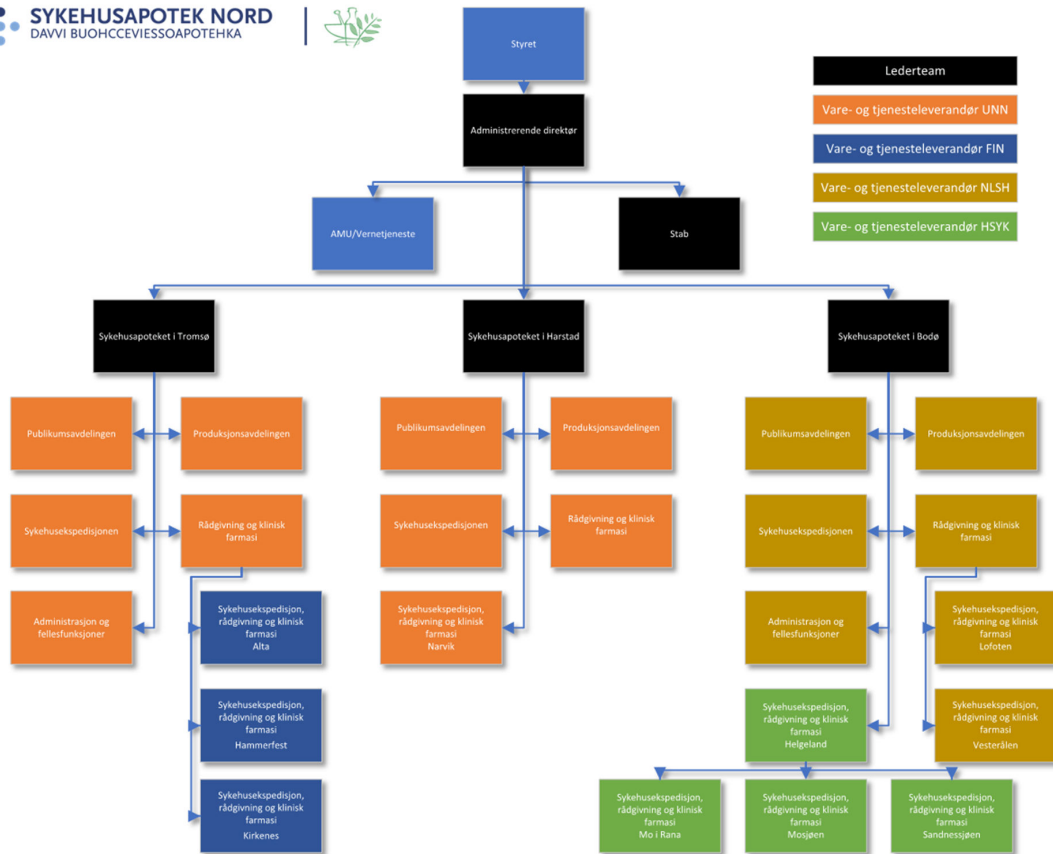 SYKEHUSAPOTEK NORD
DAVVI BUOHCCEVIESSOAPOTEHKA
Styret
Administrerende direktør
Lederteam
Vare- og tjenesteleverandør UNN
Vare- og tjenesteleverandør FIN
Vare- og tjenesteleverandør NLSH
Vare- og tjenesteleverandør HSYK
AMU/Vernetjeneste
Stab
Sykehusapoteket i Tromsø
Sykehusapoteket i Harstad
Sykehusapoteket i Bodø
Publikumsavdelingen
Produksjonsavdelingen
Sykehusekspedisjonen
Rådgivning og klinisk
farmasi
Administrasjon og
fellesfunksjoner
Sykehusekspedisjon,
rådgivning og klinisk
farmasi
Alta
Sykehusekspedisjon,
rådgivning og klinisk
farmasi
Hammerfest
Sykehusekspedisjon,
rådgivning og klinisk
farmasi
Kirkenes
Publikumsavdelingen
Produksjonsavdelingen
Sykehusekspedisjonen
Rådgivning og klinisk
farmasi
Sykehusekspedisjon,
rådgivning og klinisk
farmasi
Narvik
Publikumsavdelingen
Produksjonsavdelingen
Sykehusekspedisjonen
Rådgivning og klinisk
farmasi
Administrasjon og
fellesfunksjoner
Sykehusekspedisjon,
rådgivning og klinisk
farmasi
Lofoten
Sykehusekspedisjon,
rådgivning og klinisk
farmasi
Helgeland
Sykehusekspedisjon,
rådgivning og klinisk
farmasi
Vesterålen
Sykehusekspedisjon,
rådgivning og klinisk
farmasi
Mo i Rana
Sykehusekspedisjon,
rådgivning og klinisk
farmasi
Mosjøen
Sykehusekspedisjon,
rådgivning og klinisk
farmasi
Sandnessjøen